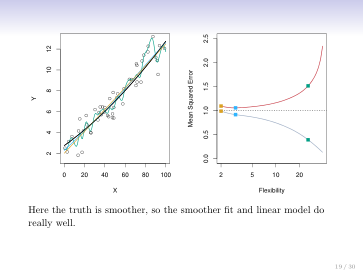 12
10
8
6
4
2
Y
0 20 40 60 80 100
X
2.5
2.0
1.5
1.0
0.5
0.0
Mean Squared Error
2 5 10 20
Flexibility
Here the truth is smoother, so the smoother fit and linear model do
really well.
19 / 30